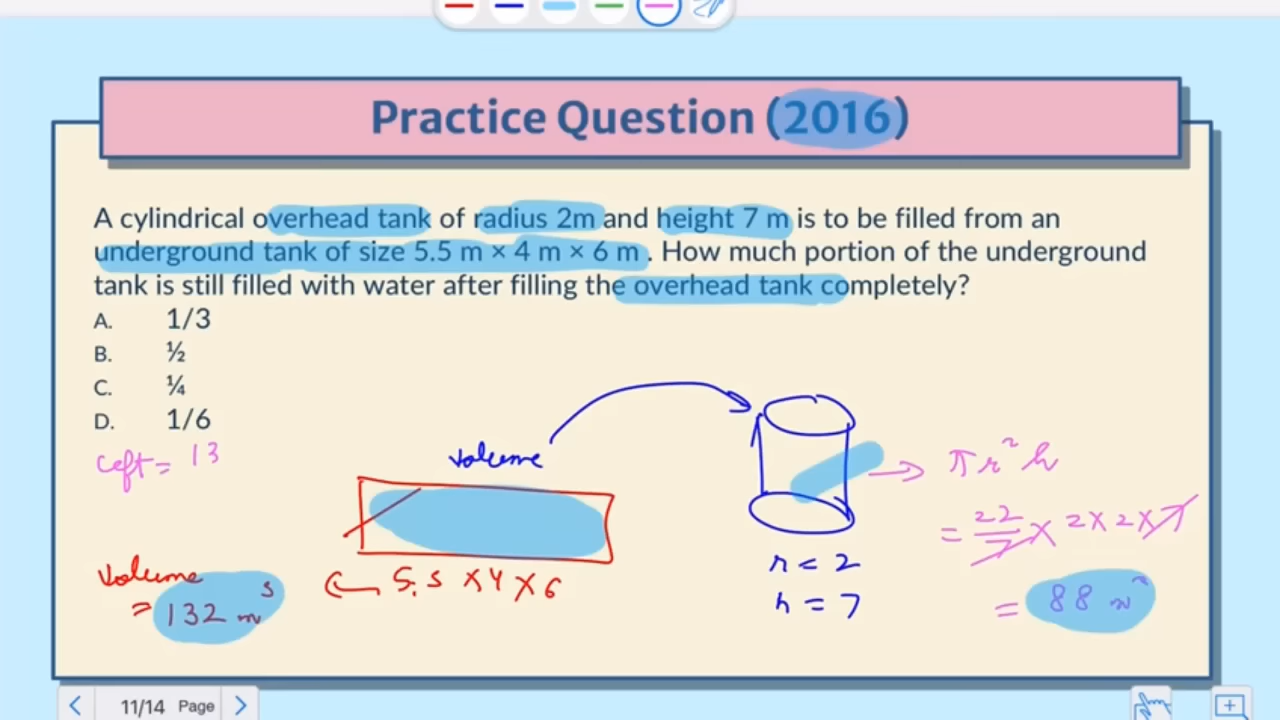 Practice Question (2016)
A cylindrical overhead tank of radius 2m and height 7 m is to be filled from an
underground tank of size 5.5 m × 4 m × 6 m . How much portion of the underground
tank is still filled with water after filling the overhead tank completely?
A. 1/3
B. ½
C. ¼
D. 1/6
left = 13
volume
πr²h
= 22/7 × 2 × 2 × 7
5.5 × 4 × 6
r = 2
volume
= 132 m³
h = 7
= 88 m³
11/14 Page